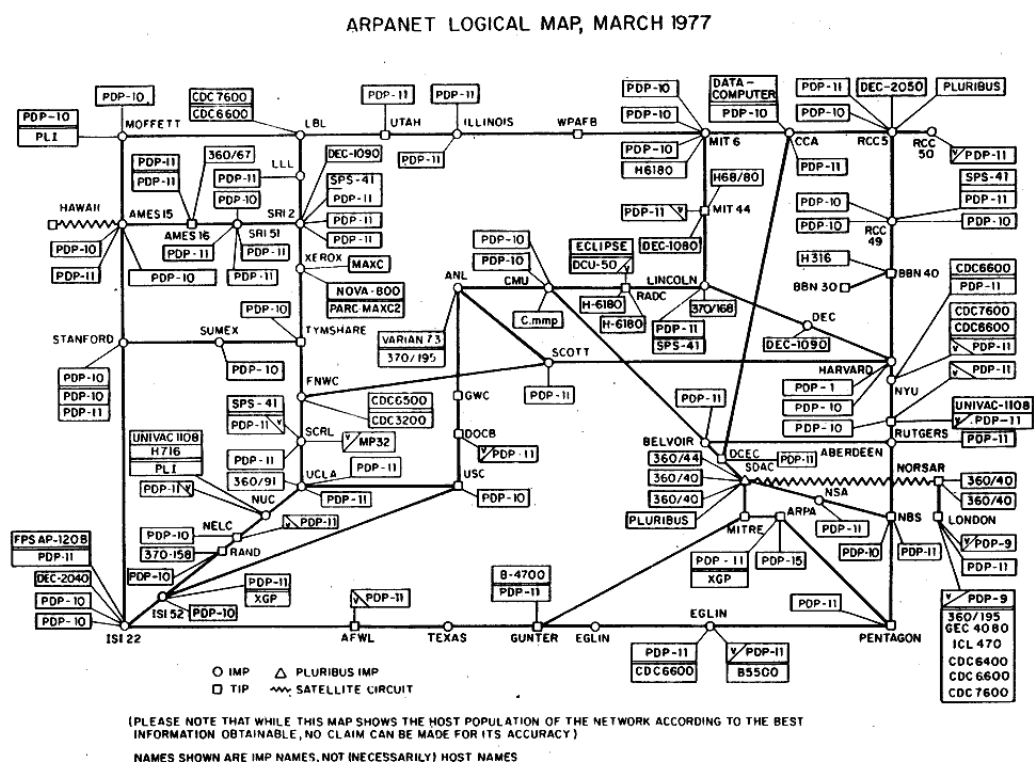 ARPANET LOGICAL MAP, MARCH 1977
PDP-10
CDC7600
CDC6600
PDP-11
PDP-11
PDP-10
PDP-10
DATA-
COMPUTER
PDP-10
PDP-11
PDP-10
DEC-2050
PLURIBUS
PDP-10
PLI
MOFFETT
LBL
UTAH
ILLINOIS
WPAFB
MIT 6
CCA
RCC5
RCC
50
PDP-11
PDP-10
H6180
PDP-11
PDP-11
PDP-11
PDP-11
360/67
LLL
PDP-11
DEC-1090
SPS-41
PDP-11
PDP-11
PDP-11
H68/80
PDP-11
MIT 44
DEC-1080
SPS-41
PDP-11
PDP-10
PDP-10
PDP-10
RCC
49
HAWAII
AMES15
AMES 16
PDP-10
SRI 2
SRI 51
PDP-10
PDP-11
PDP-10
PDP-11
PDP-11
PDP-11
XEROX
MAXC
NOVA-800
PARC-MAXC2
PDP-10
PDP-10
ECLIPSE
DCU-50
H316
BBN 40
BBN 30
CDC6600
PDP-11
ANL
CMU
C.mmp
RADC
H-6180
H-6180
LINCOLN
370/168
PDP-11
SPS-41
DEC
DEC-1090
CDC7600
CDC6600
PDP-11
PDP-11
PDP-10
TYMSHARE
STANFORD
SUMEX
PDP-10
PDP-10
PDP-10
PDP-11
VARIAN 73
370/195
SCOTT
PDP-11
HARVARD
PDP-1
PDP-10
PDP-10
NYU
FNWC
CDC6500
CDC3200
GWC
SPS-41
PDP-11
SCRL
MP32
PDP-11
360/91
DOCB
PDP-11
PDP-11
BELVOIR
DCEC
PDP-11
ABERDEEN
RUTGERS
UNIVAC-1108
PDP-11
PDP-11
UNIVAC 1108
H716
PLI
PDP-11
NUC
UCLA
PDP-11
PDP-11
USC
PDP-10
360/44
360/40
360/40
PLURIBUS
SDAC
NORSAR
360/40
360/40
NSA
PDP-11
NELC
PDP-10
370-158
PDP-11
RAND
PDP-10
MITRE
ARPA
PDP-11
XGP
PDP-15
NBS
PDP-10
PDP-11
LONDON
PDP-9
PDP-11
FPS AP-120B
PDP-11
DEC-2040
PDP-10
PDP-10
ISI 22
ISI 52
PDP-11
XGP
PDP-10
PDP-11
AFWL
TEXAS
B-4700
PDP-11
GUNTER
EGLIN
EGLIN
PDP-11
CDC6600
PDP-11
B5500
PDP-11
PENTAGON
PDP-9
360/195
GEC 4080
ICL 470
CDC6400
CDC6600
CDC7600
IMP
PLURIBUS IMP
TIP
SATELLITE CIRCUIT
(PLEASE NOTE THAT WHILE THIS MAP SHOWS THE HOST POPULATION OF THE NETWORK ACCORDING TO THE BEST
INFORMATION OBTAINABLE, NO CLAIM CAN BE MADE FOR ITS ACCURACY)
NAMES SHOWN ARE IMP NAMES, NOT (NECESSARILY) HOST NAMES